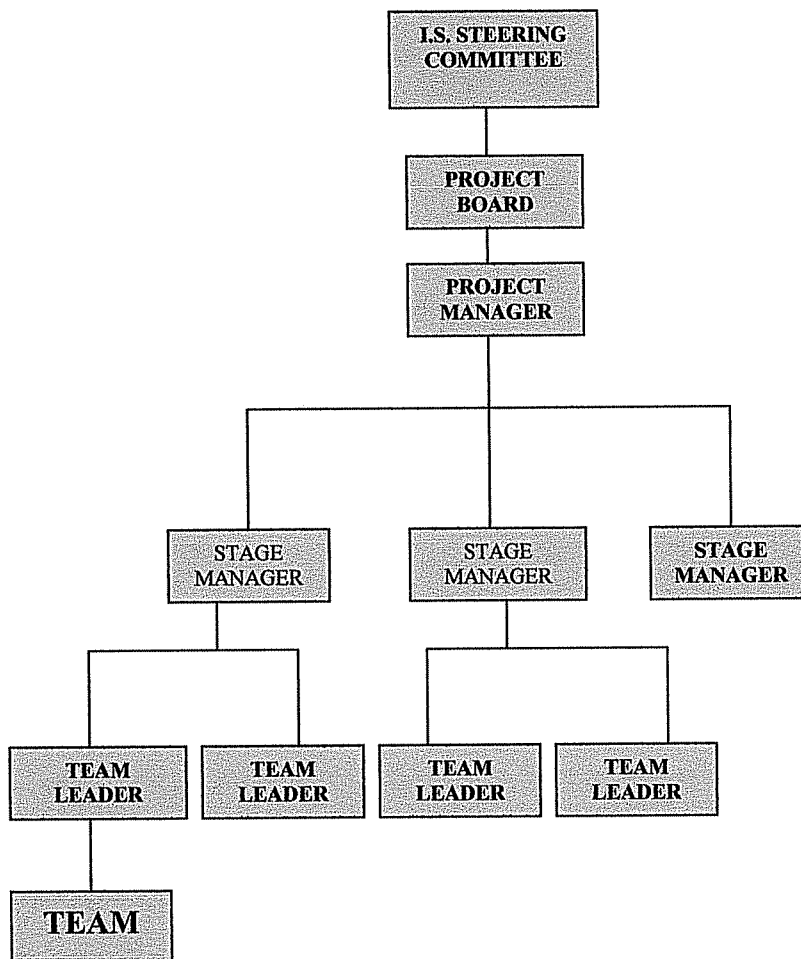 I.S. STEERING
COMMITTEE
PROJECT
BOARD
PROJECT
MANAGER
STAGE
MANAGER
STAGE
MANAGER
STAGE
MANAGER
TEAM
LEADER
TEAM
LEADER
TEAM
LEADER
TEAM
LEADER
TEAM